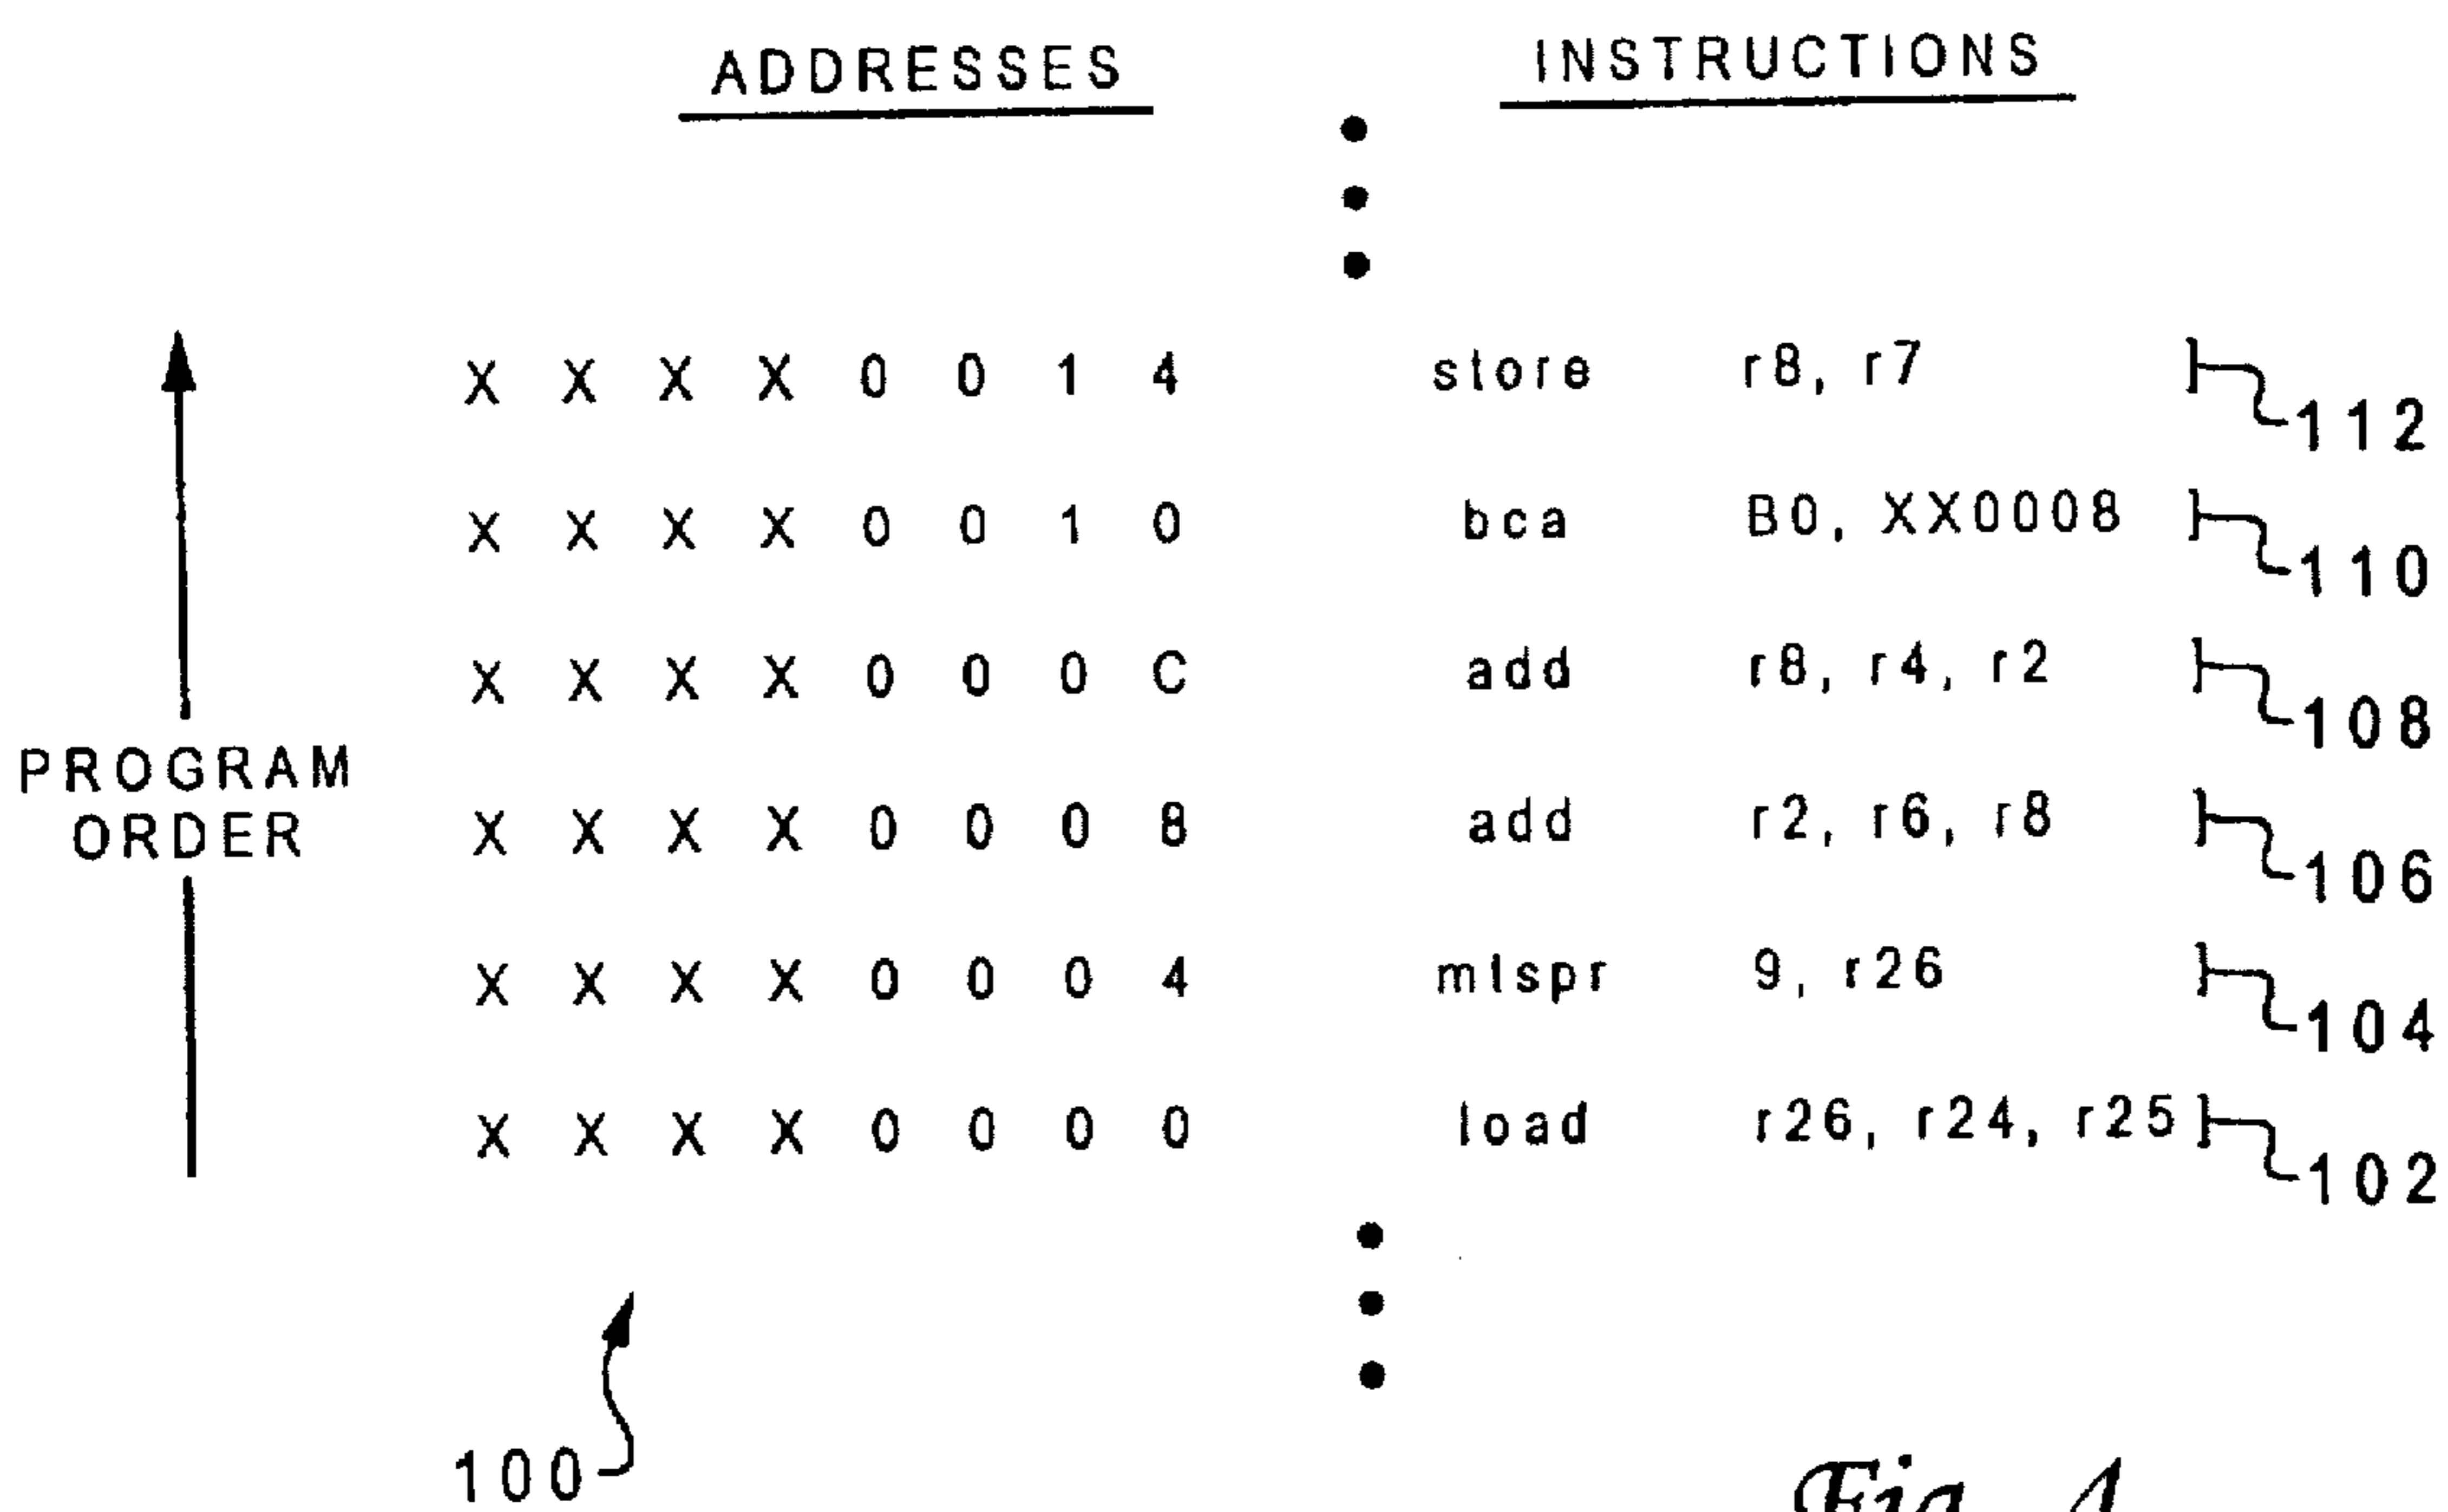 ADDRESSES INSTRUCTIONS
X X X X 0 0 1 4 store r8, r7 112
X X X X 0 0 1 0 bca B0, XX0008 110
X X X X 0 0 0 C add r8, r4, r2 108
PROGRAM
ORDER
X X X X 0 0 0 8 add r2, r6, r8 106
X X X X 0 0 0 4 mtspr 9, r26 104
X X X X 0 0 0 0 load r26, r24, r25 102
100
Fig. 4